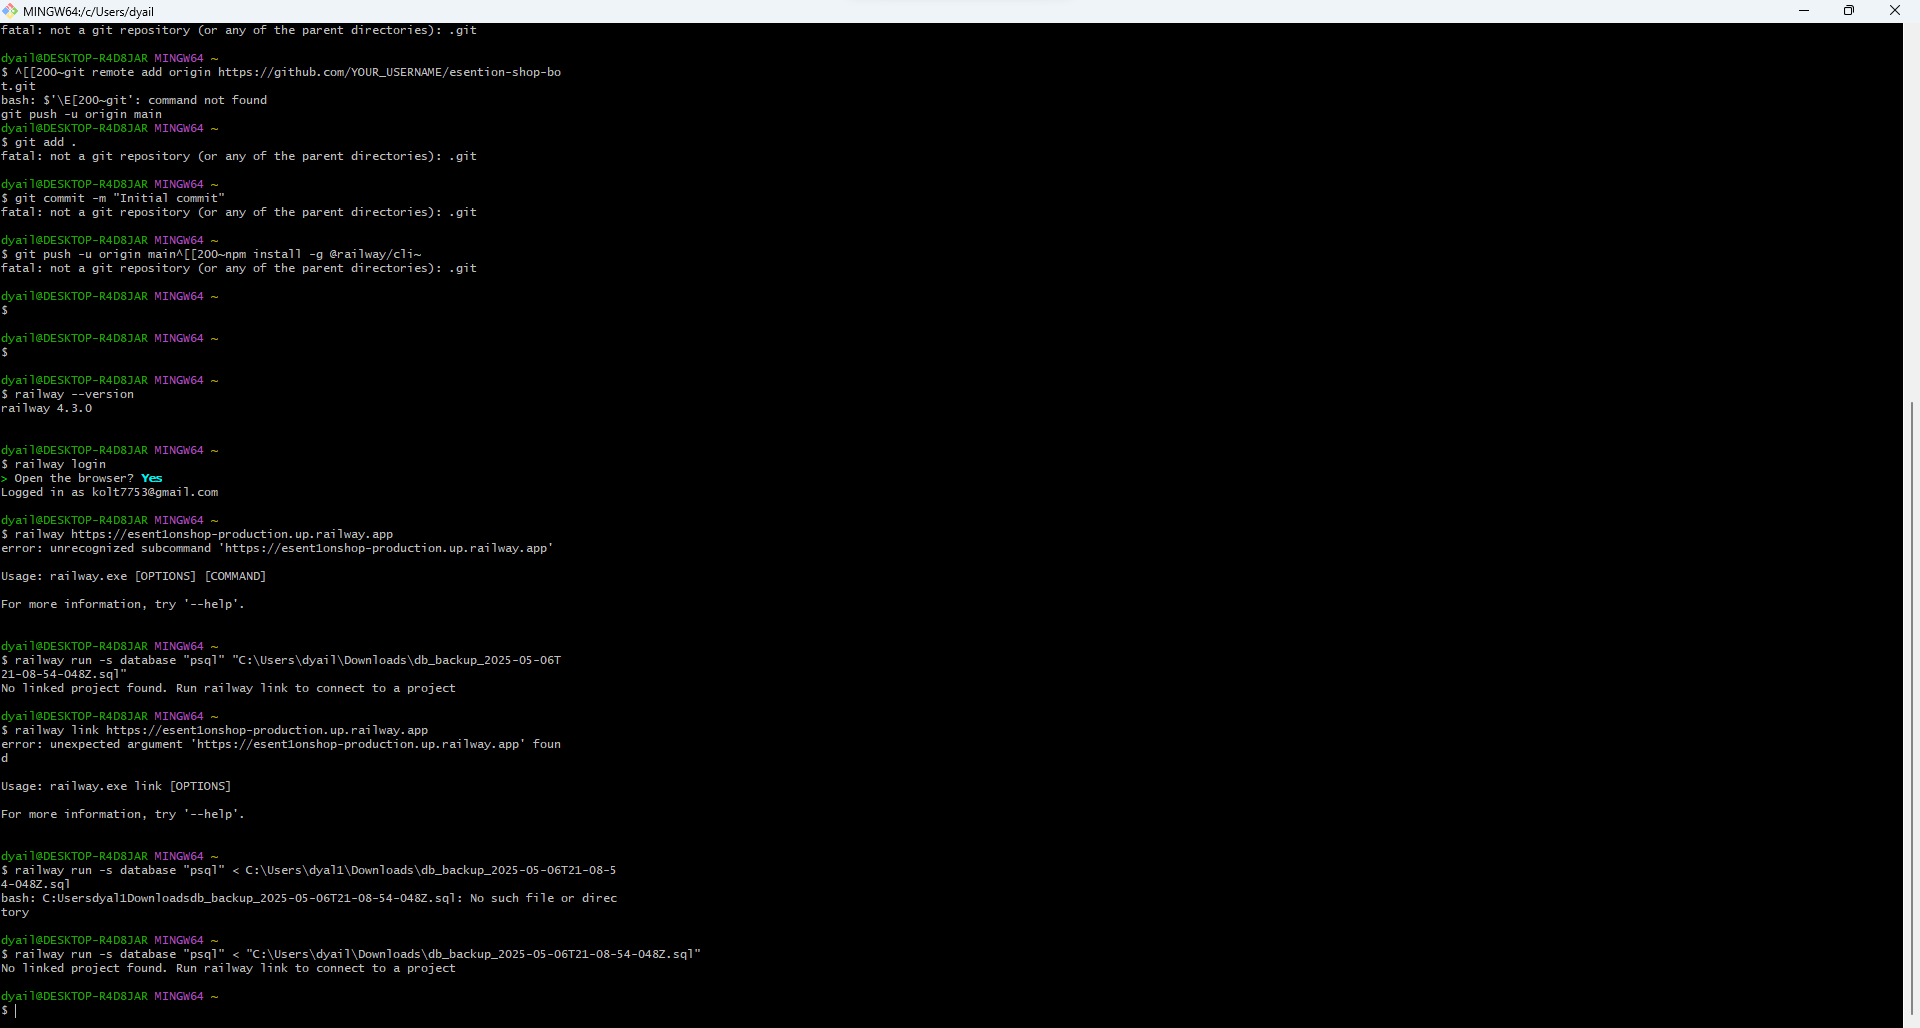 MINGW64:/c/Users/dyail
fatal: not a git repository (or any of the parent directories): .git
dyail@DESKTOP-R4D8JAR MINGW64 ~
$ ^[[200~git remote add origin https://github.com/YOUR_USERNAME/esention-shop-bo
t.git
bash: $'\E[200~git': command not found
git push -u origin main
dyail@DESKTOP-R4D8JAR MINGW64 ~
$ git add .
fatal: not a git repository (or any of the parent directories): .git
dyail@DESKTOP-R4D8JAR MINGW64 ~
$ git commit -m "Initial commit"
fatal: not a git repository (or any of the parent directories): .git
dyail@DESKTOP-R4D8JAR MINGW64 ~
$ git push -u origin main^[[200~npm install -g @railway/cli~
fatal: not a git repository (or any of the parent directories): .git
dyail@DESKTOP-R4D8JAR MINGW64 ~
$
dyail@DESKTOP-R4D8JAR MINGW64 ~
$
dyail@DESKTOP-R4D8JAR MINGW64 ~
$ railway --version
railway 4.3.0
dyail@DESKTOP-R4D8JAR MINGW64 ~
$ railway login
> Open the browser? Yes
Logged in as kolt7753@gmail.com
dyail@DESKTOP-R4D8JAR MINGW64 ~
$ railway https://esent1onshop-production.up.railway.app
error: unrecognized subcommand 'https://esent1onshop-production.up.railway.app'
Usage: railway.exe [OPTIONS] [COMMAND]
For more information, try '--help'.
dyail@DESKTOP-R4D8JAR MINGW64 ~
$ railway run -s database "psql" "C:\Users\dyail\Downloads\db_backup_2025-05-06T
21-08-54-048Z.sql"
No linked project found. Run railway link to connect to a project
dyail@DESKTOP-R4D8JAR MINGW64 ~
$ railway link https://esent1onshop-production.up.railway.app
error: unexpected argument 'https://esent1onshop-production.up.railway.app' foun
d
Usage: railway.exe link [OPTIONS]
For more information, try '--help'.
dyail@DESKTOP-R4D8JAR MINGW64 ~
$ railway run -s database "psql" < C:\Users\dyal1\Downloads\db_backup_2025-05-06T21-08-5
4-048Z.sql
bash: C:Usersdyal1Downloadsdb_backup_2025-05-06T21-08-54-048Z.sql: No such file or direc
tory
dyail@DESKTOP-R4D8JAR MINGW64 ~
$ railway run -s database "psql" < "C:\Users\dyail\Downloads\db_backup_2025-05-06T21-08-54-048Z.sql"
No linked project found. Run railway link to connect to a project
dyail@DESKTOP-R4D8JAR MINGW64 ~
$